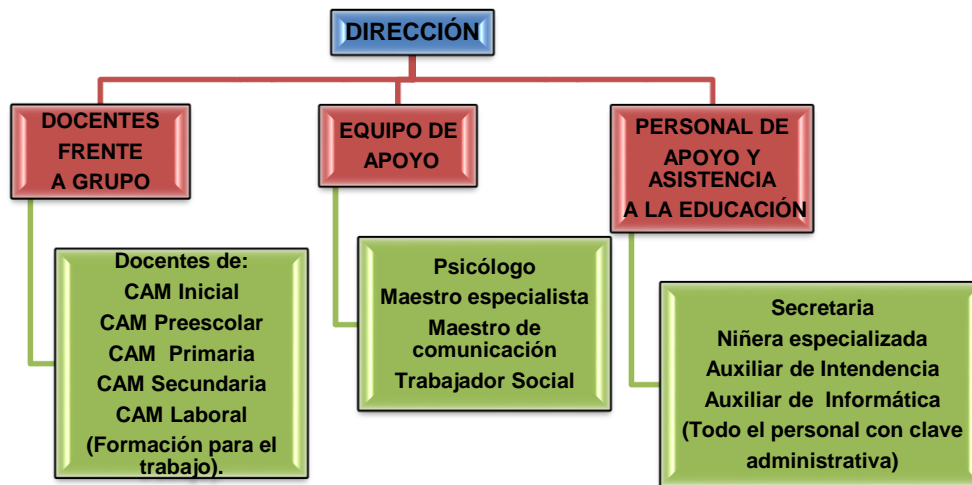 DIRECCIÓN
DOCENTES
FRENTE
A GRUPO
EQUIPO DE
APOYO
PERSONAL DE
APOYO Y
ASISTENCIA
A LA EDUCACIÓN
Docentes de:
CAM Inicial
CAM Preescolar
CAM Primaria
CAM Secundaria
CAM Laboral
(Formación para el
trabajo).
Psicólogo
Maestro especialista
Maestro de
comunicación
Trabajador Social
Secretaria
Niñera especializada
Auxiliar de Intendencia
Auxiliar de Informática
(Todo el personal con clave
administrativa)